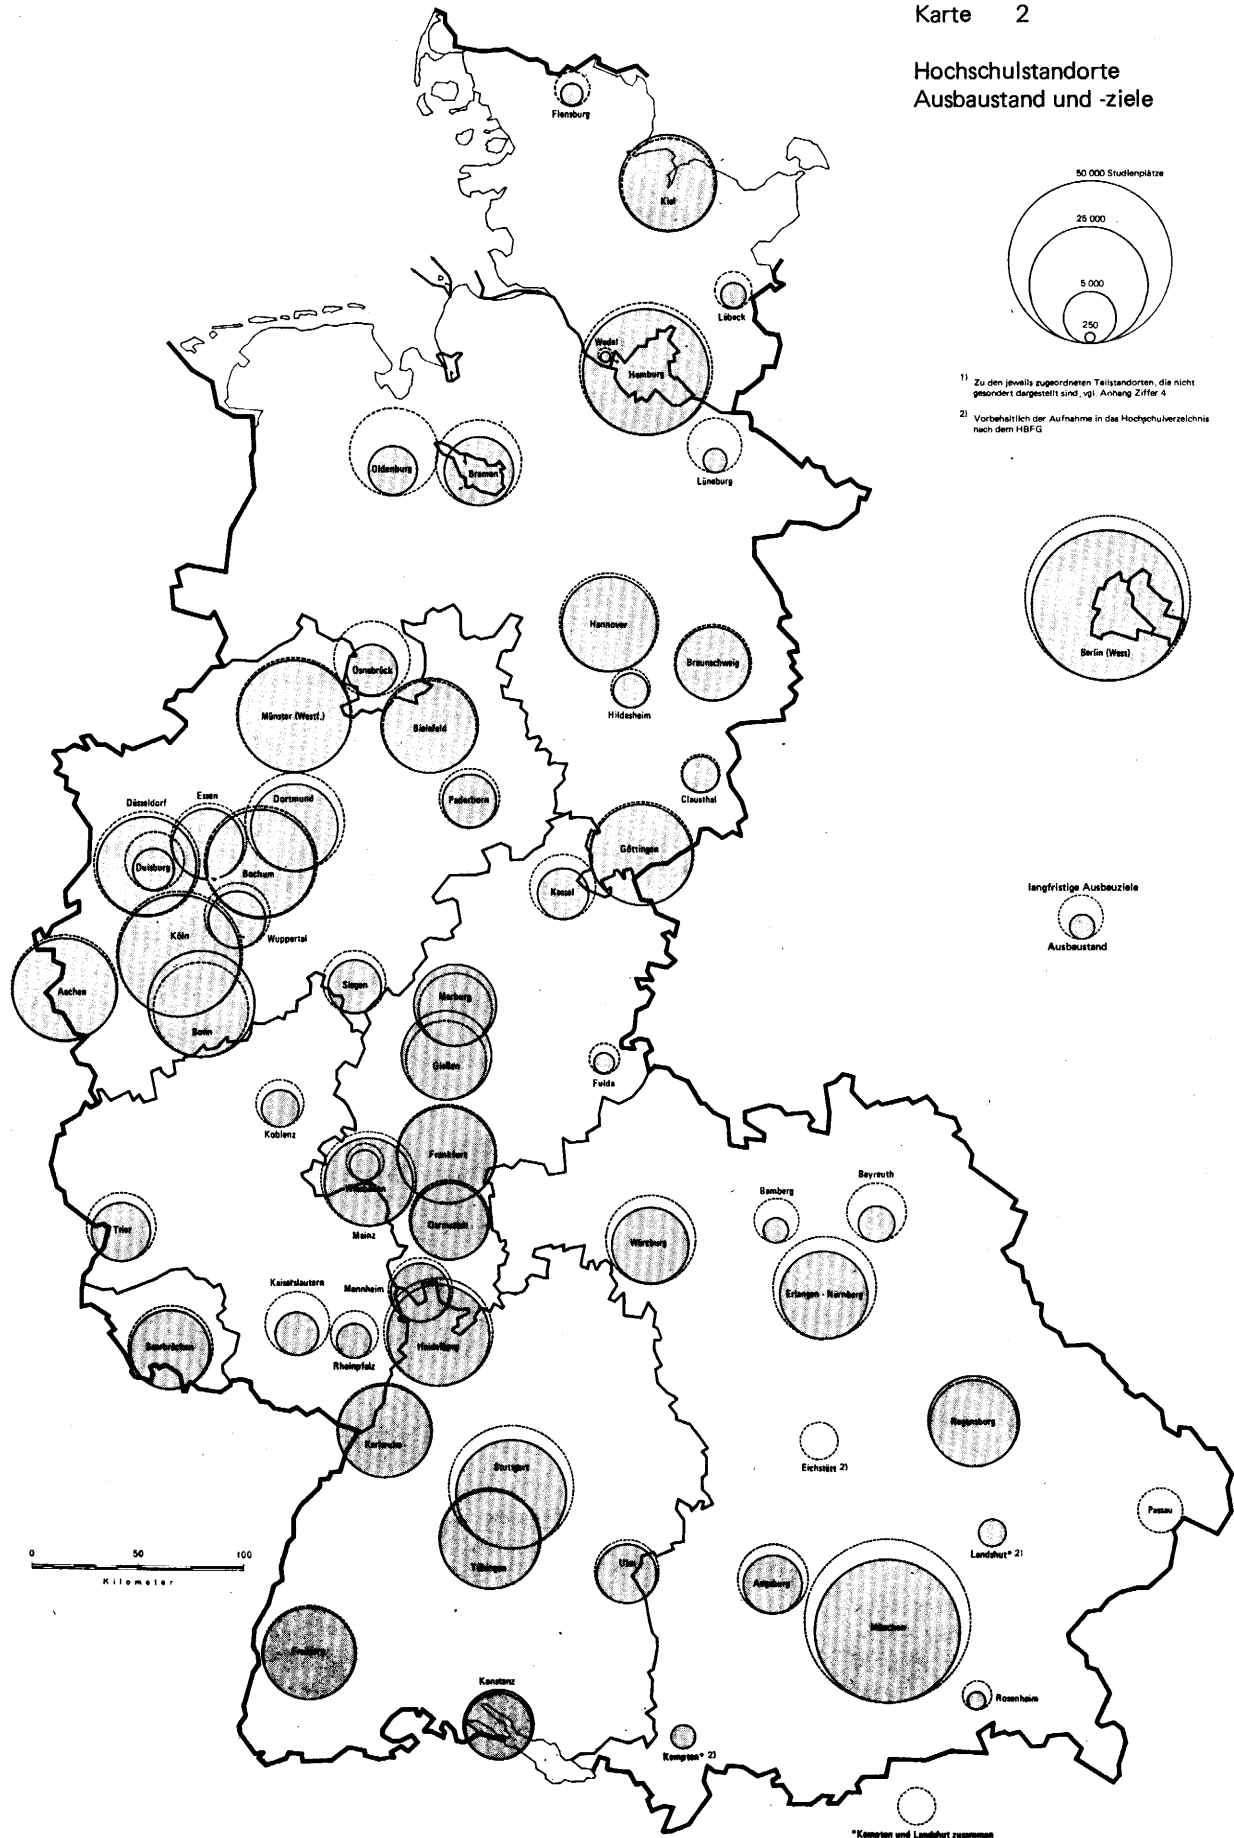 Karte 2
Hochschulstandorte
Ausbaustand und -ziele
50 000 Studienplätze
25 000
5 000
250
1) Zu den jeweils zugeordneten Teilstandorten, die nicht
gesondert dargestellt sind, vgl. Anhang Ziffer 4
2) Vorbehaltlich der Aufnahme in das Hochschulverzeichnis
nach dem HBFG
Flensburg
Kiel
Lübeck
Wedel
Hamburg
Oldenburg
Bremen
Lüneburg
Hannover
Braunschweig
Berlin (West)
Hildesheim
Osnabrück
Münster (Westf.)
Bielefeld
Clausthal
Paderborn
Düsseldorf
Essen
Dortmund
Duisburg
Bochum
Göttingen
Kassel
langfristige Ausbauziele
Ausbaustand
Köln
Wuppertal
Aachen
Bonn
Siegen
Marburg
Gießen
Fulda
Koblenz
Frankfurt
Wiesbaden
Mainz
Darmstadt
Trier
Bamberg
Bayreuth
Würzburg
Erlangen - Nürnberg
Kaiserslautern
Mannheim
Rheinpfalz
Heidelberg
Saarbrücken
Karlsruhe
Stuttgart
Tübingen
Regensburg
Eichstätt 2)
Passau
Landshut* 2)
Ulm
Augsburg
München
0 50 100
Kilometer
Freiburg
Konstanz
Rosenheim
Kempten* 2)
*Kempten und Landshut zusammen